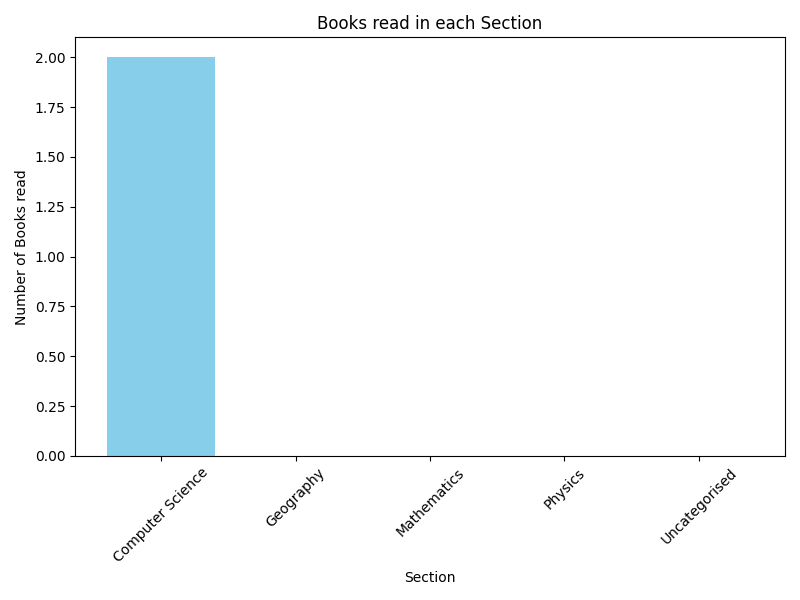 Books read in each Section
Number of Books read
2.00
1.75
1.50
1.25
1.00
0.75
0.50
0.25
0.00
Computer Science
Geography
Mathematics
Physics
Uncategorised
Section